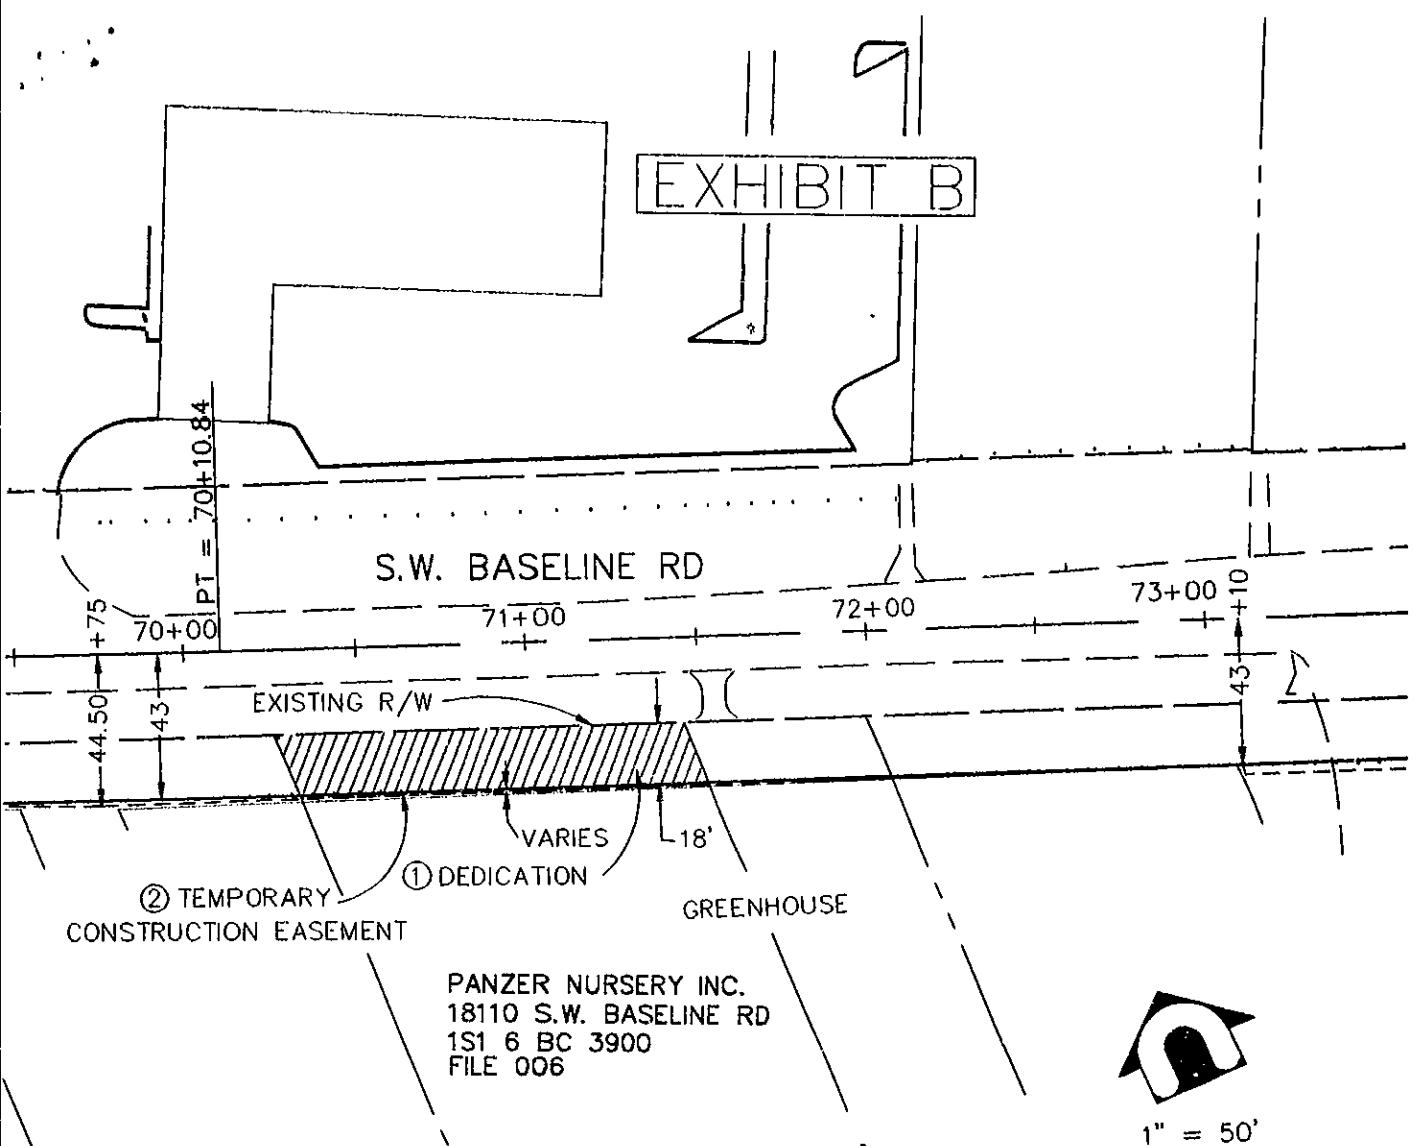 EXHIBIT B
PT = 70+10.84
S.W. BASELINE RD
+75
70+00
71+00
72+00
73+00
+10
44.50
43
43
EXISTING R/W
VARIES
18'
① DEDICATION
② TEMPORARY
CONSTRUCTION EASEMENT
GREENHOUSE
PANZER NURSERY INC.
18110 S.W. BASELINE RD
1S1 6 BC 3900
FILE 006
1" = 50'